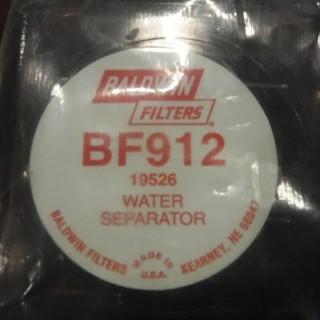 BALDWIN
FILTERS®
BF912
19526
WATER
SEPARATOR
BALDWIN FILTERS
MADE IN
U.S.A.
KEARNEY, NE 68847